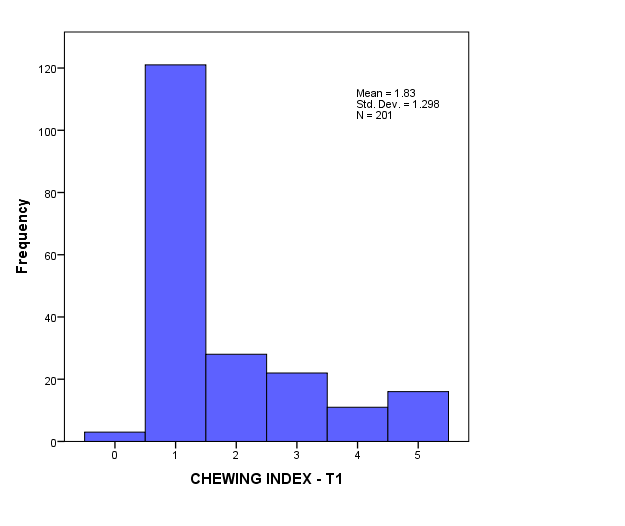 Mean = 1.83
Std. Dev. = 1.298
N = 201
120
100
80
60
40
20
0
Frequency
0 1 2 3 4 5
CHEWING INDEX - T1